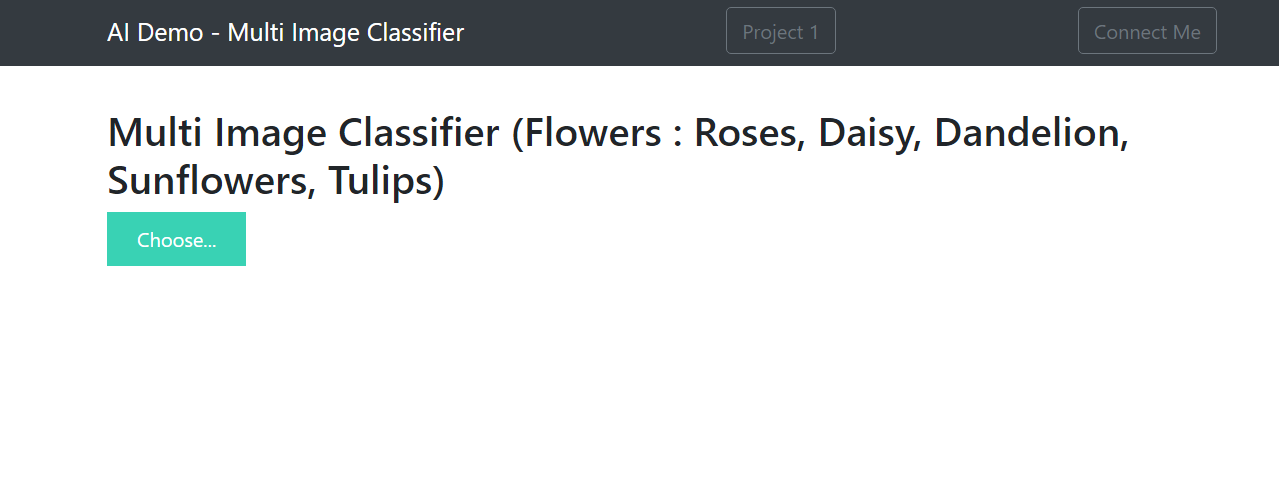 AI Demo - Multi Image Classifier
Project 1
Connect Me
Multi Image Classifier (Flowers : Roses, Daisy, Dandelion,
Sunflowers, Tulips)
Choose...